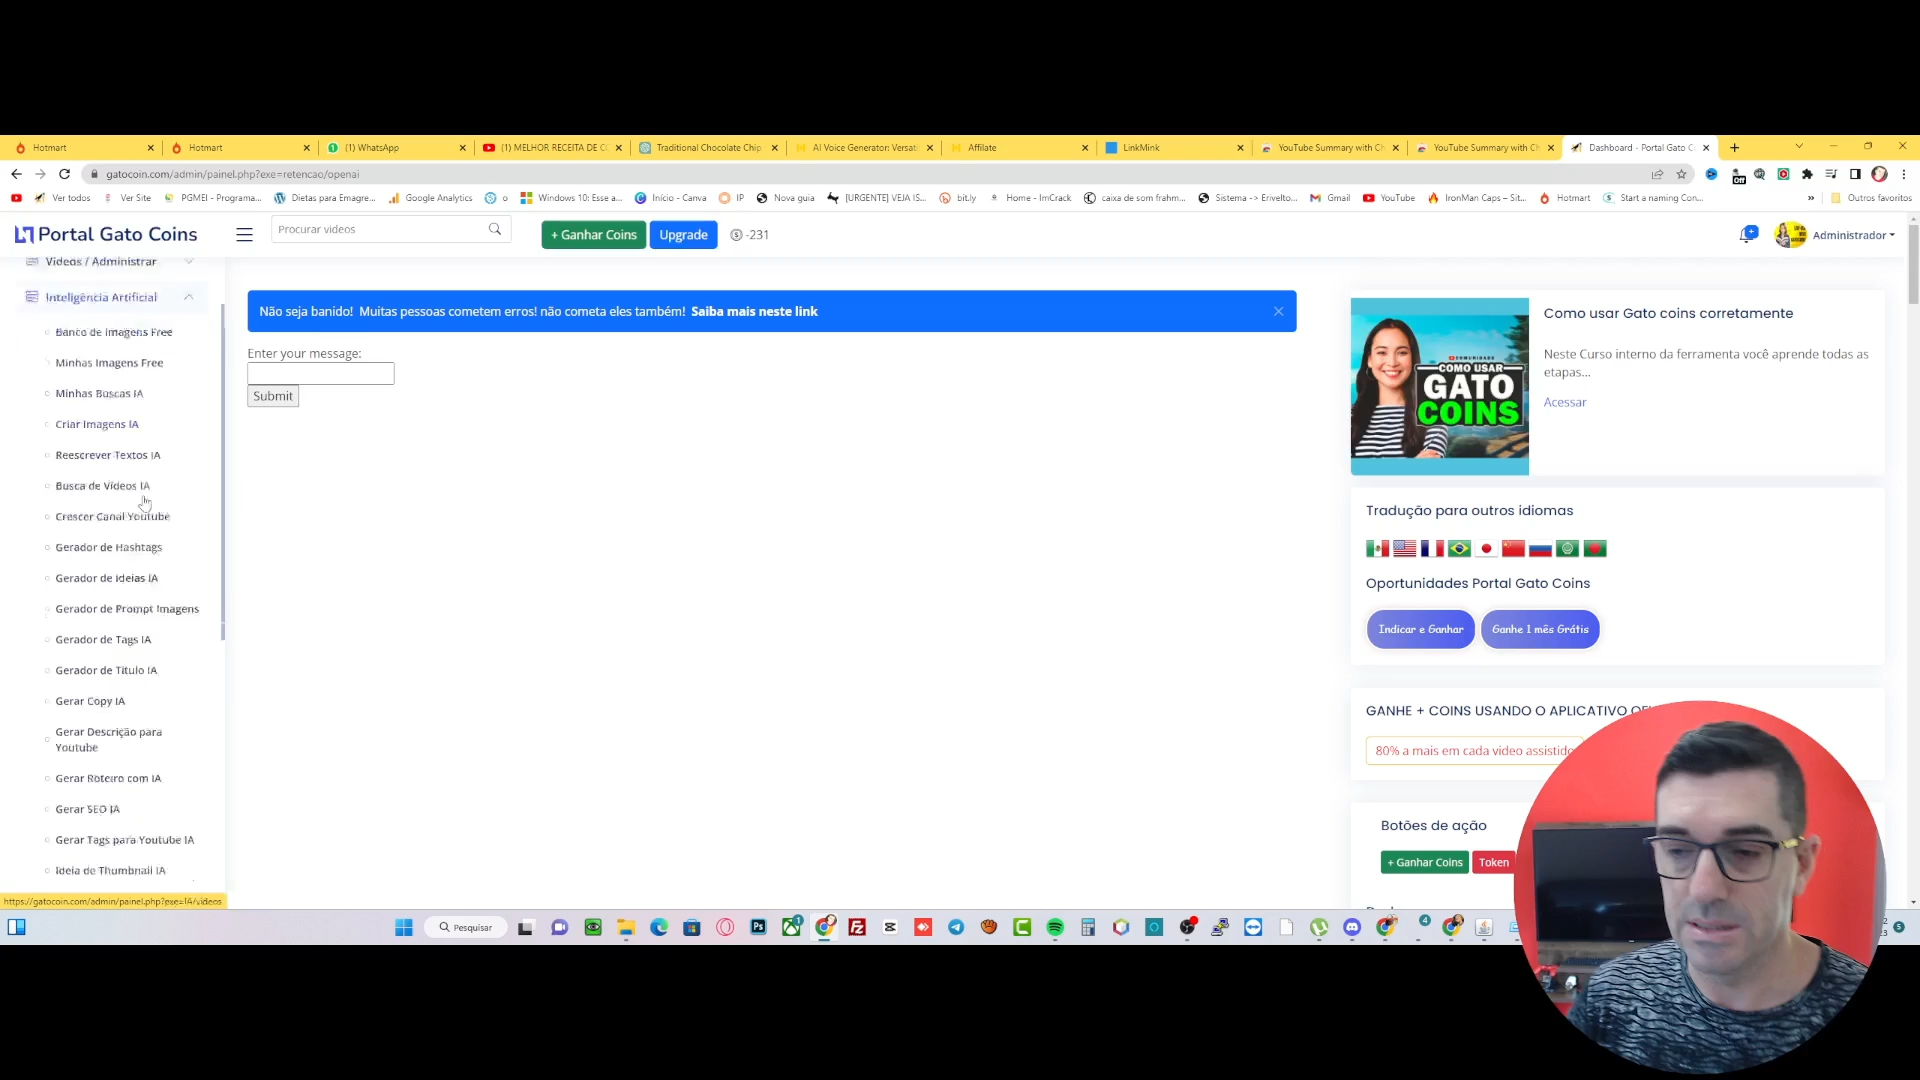 Hotmart
Hotmart
(1) WhatsApp
(1) MELHOR RECEITA DE CC
Traditional Chocolate Chip
AI Voice Generator: Versati
Affilate
LinkMink
YouTube Summary with Ch
YouTube Summary with Ch
Dashboard - Portal Gato C
gatocoin.com/admin/painel.php?exe=retencao/openai
Ver todos
Ver Site
PGMEI - Programa...
Dietas para Emagre...
Google Analytics
o
Windows 10: Esse a...
Início - Canva
IP
Nova guia
[URGENTE] VEJA IS...
bit.ly
Home - ImCrack
caixa de som frahm...
Sistema -> Erivelto...
Gmail
YouTube
IronMan Caps – Sit...
Hotmart
Start a naming Con...
»
Outros favoritos
Portal Gato Coins
Procurar videos
+ Ganhar Coins
Upgrade
-231
Administrador
Videos / Administrar
Inteligência Artificial
Banco de Imagens Free
Minhas Imagens Free
Minhas Buscas IA
Criar Imagens IA
Reescrever Textos IA
Busca de Vídeos IA
Crescer Canal Youtube
Gerador de Hashtags
Gerador de Ideias IA
Gerador de Prompt Imagens
Gerador de Tags IA
Gerador de Titulo IA
Gerar Copy IA
Gerar Descrição para
Youtube
Gerar Roteiro com IA
Gerar SEO IA
Gerar Tags para Youtube IA
Ideia de Thumbnail IA
https://gatocoin.com/admin/painel.php?exe=IA/videos
Não seja banido! Muitas pessoas cometem erros! não cometa eles também! Saiba mais neste link
Enter your message:
Submit
COMUNIDADE
COMO USAR
GATO
COINS
Como usar Gato coins corretamente
Neste Curso interno da ferramenta você aprende todas as
etapas...
Acessar
Tradução para outros idiomas
Oportunidades Portal Gato Coins
Indicar e Ganhar
Ganhe 1 mês Grátis
GANHE + COINS USANDO O APLICATIVO
80% a mais em cada video assistido
Botões de ação
+ Ganhar Coins
Token
Pesquisar